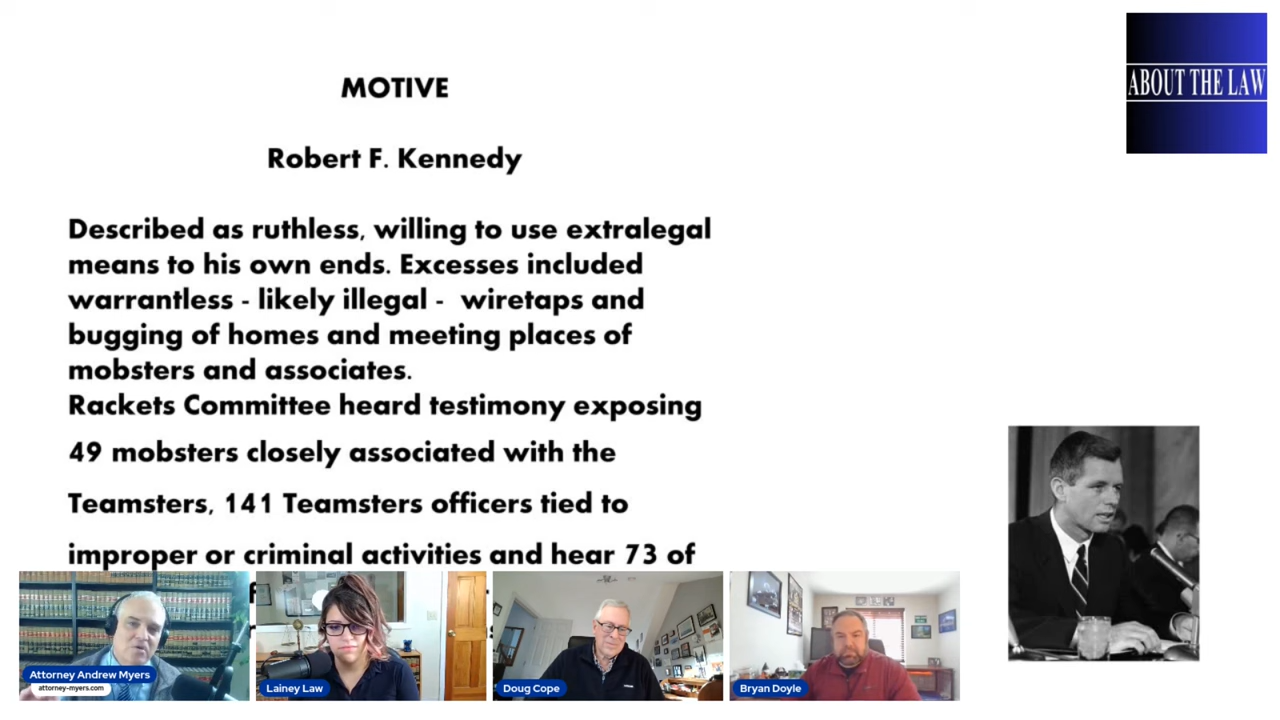 MOTIVE
ABOUT THE LAW
Robert F. Kennedy
Described as ruthless, willing to use extralegal
means to his own ends. Excesses included
warrantless - likely illegal -  wiretaps and
bugging of homes and meeting places of
mobsters and associates.
Rackets Committee heard testimony exposing
49 mobsters closely associated with the
Teamsters, 141 Teamsters officers tied to
improper or criminal activities and hear 73 of
Attorney Andrew Myers
attorney-myers.com
Lainey Law
Doug Cope
Bryan Doyle